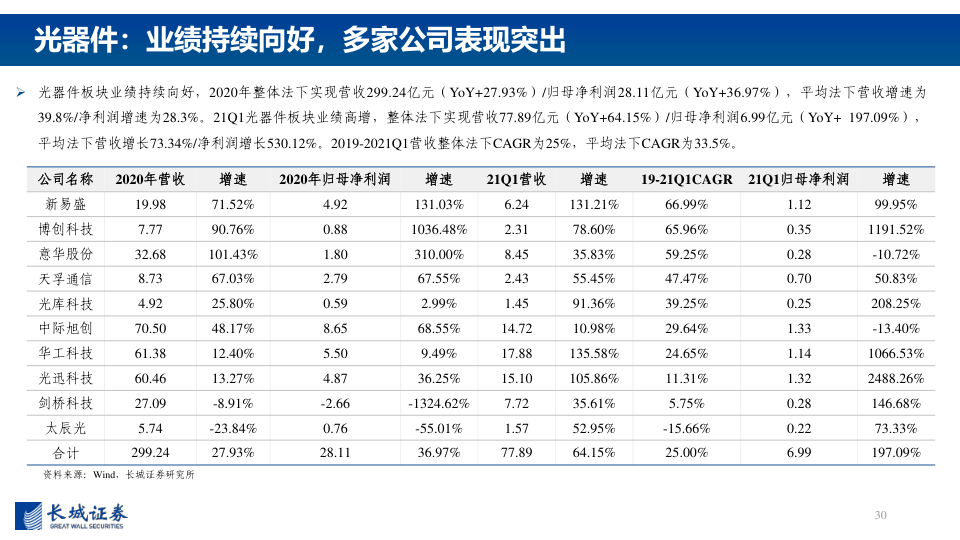 光器件：业绩持续向好，多家公司表现突出
➢ 光器件板块业绩持续向好，2020年整体法下实现营收299.24亿元（YoY+27.93%）/归母净利润28.11亿元（YoY+36.97%），平均法下营收增速为
39.8%/净利润增速为28.3%。21Q1光器件板块业绩高增，整体法下实现营收77.89亿元（YoY+64.15%）/归母净利润6.99亿元（YoY+ 197.09%），
平均法下营收增长73.34%/净利润增长530.12%。2019-2021Q1营收整体法下CAGR为25%，平均法下CAGR为33.5%。
公司名称 2020年营收 增速 2020年归母净利润 增速 21Q1营收 增速 19-21Q1CAGR 21Q1归母净利润 增速
新易盛 19.98 71.52% 4.92 131.03% 6.24 131.21% 66.99% 1.12 99.95%
博创科技 7.77 90.76% 0.88 1036.48% 2.31 78.60% 65.96% 0.35 1191.52%
意华股份 32.68 101.43% 1.80 310.00% 8.45 35.83% 59.25% 0.28 -10.72%
天孚通信 8.73 67.03% 2.79 67.55% 2.43 55.45% 47.47% 0.70 50.83%
光库科技 4.92 25.80% 0.59 2.99% 1.45 91.36% 39.25% 0.25 208.25%
中际旭创 70.50 48.17% 8.65 68.55% 14.72 10.98% 29.64% 1.33 -13.40%
华工科技 61.38 12.40% 5.50 9.49% 17.88 135.58% 24.65% 1.14 1066.53%
光迅科技 60.46 13.27% 4.87 36.25% 15.10 105.86% 11.31% 1.32 2488.26%
剑桥科技 27.09 -8.91% -2.66 -1324.62% 7.72 35.61% 5.75% 0.28 146.68%
太辰光 5.74 -23.84% 0.76 -55.01% 1.57 52.95% -15.66% 0.22 73.33%
合计 299.24 27.93% 28.11 36.97% 77.89 64.15% 25.00% 6.99 197.09%
资料来源：Wind，长城证券研究所
长城证券
GREAT WALL SECURITIES
30